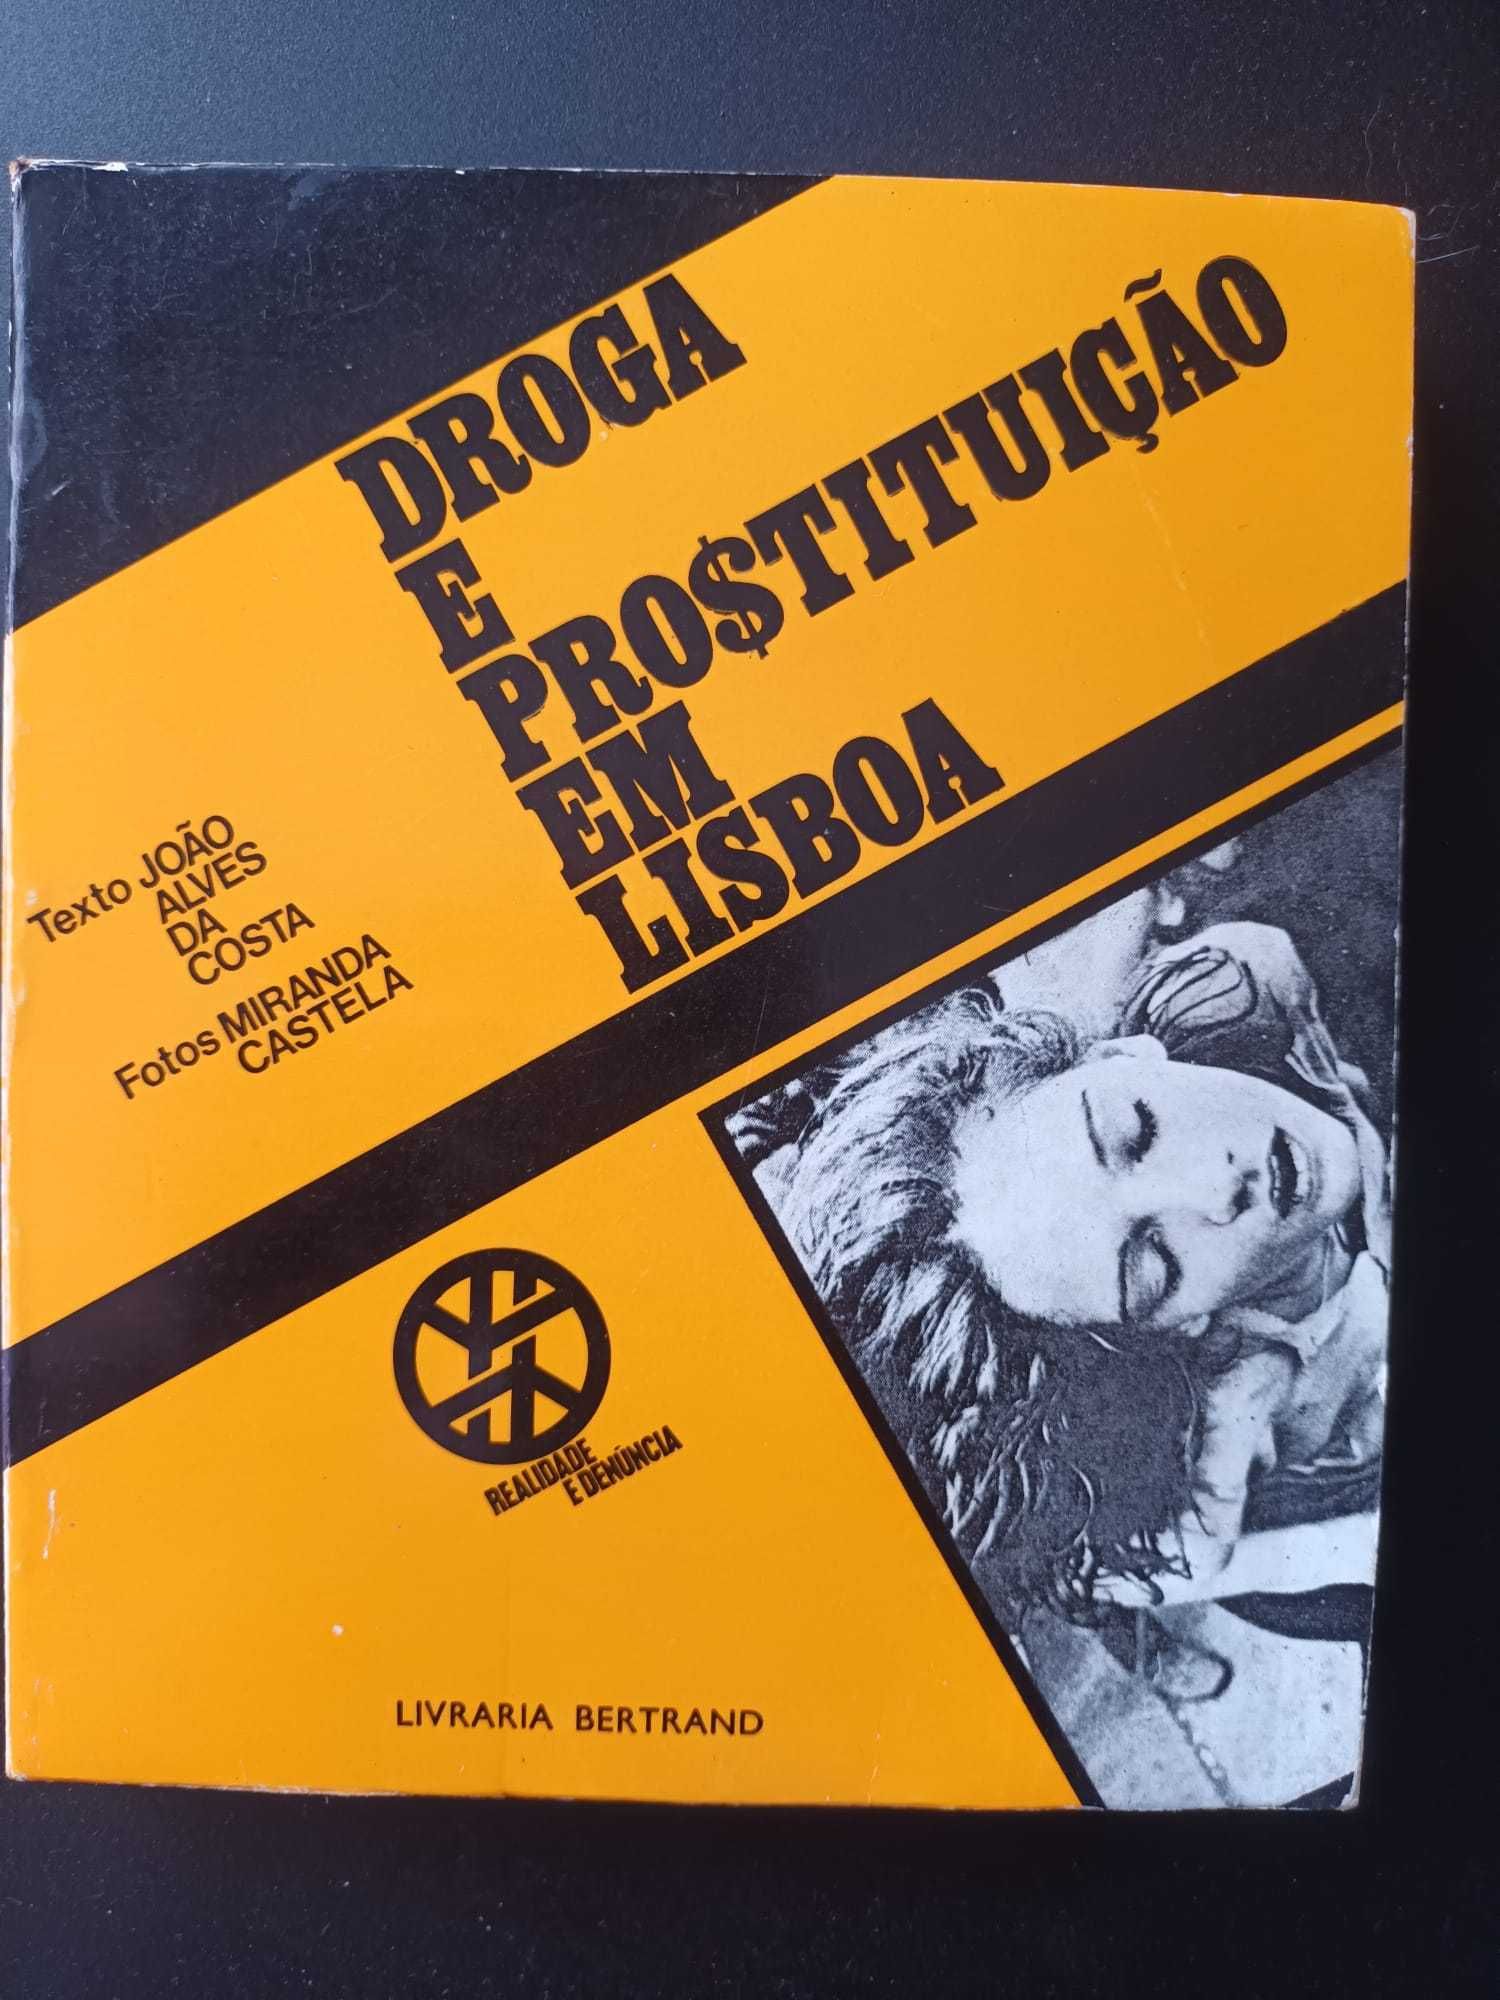 DROGA
E
PRO$TITUIÇÃO
EM
LISBOA
Texto JOÃO
ALVES
DA
COSTA
Fotos MIRANDA
CASTELA
REALIDADE
E DENÚNCIA
LIVRARIA BERTRAND